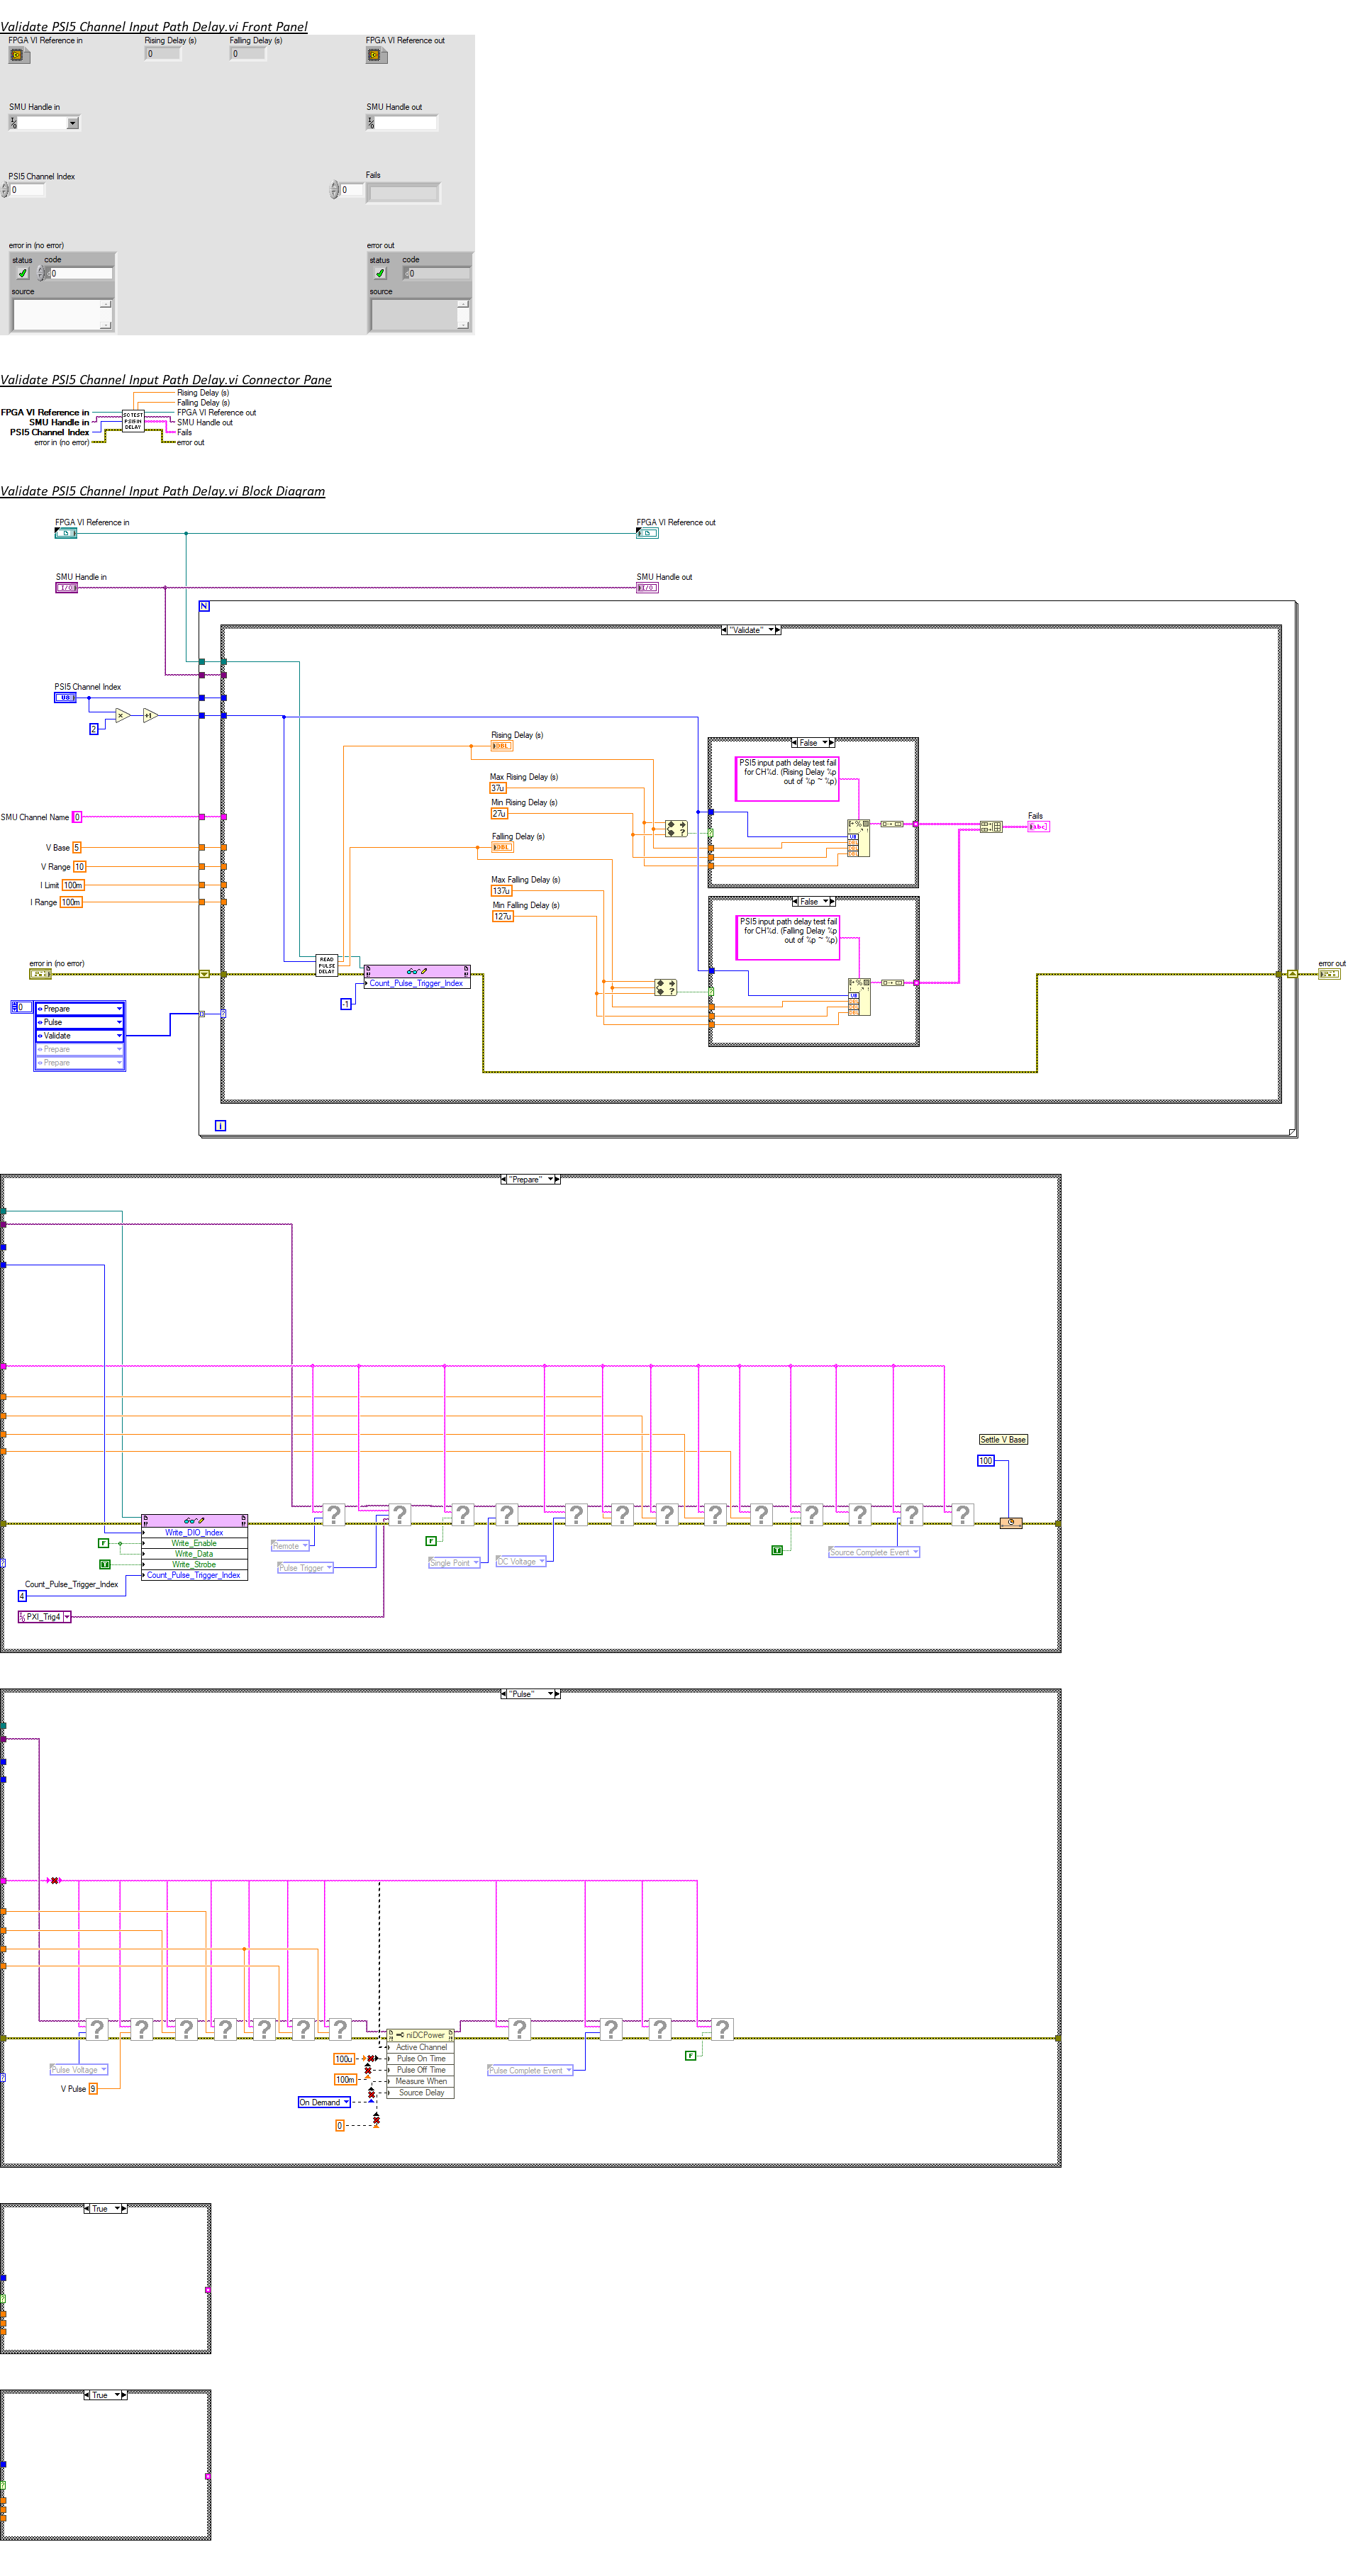 Validate PSI5 Channel Input Path Delay.vi Front Panel
FPGA VI Reference in
Rising Delay (s)
Falling Delay (s)
FPGA VI Reference out
0
0
SMU Handle in
SMU Handle out
PSI5 Channel Index
Fails
0
0
error in (no error)
error out
status code
status code
0
0
source
source
Validate PSI5 Channel Input Path Delay.vi Connector Pane
Rising Delay (s)
Falling Delay (s)
FPGA VI Reference in
FPGA VI Reference out
SMU Handle in
SMU Handle out
PSI5 Channel Index
Fails
error in (no error)
error out
Validate PSI5 Channel Input Path Delay.vi Block Diagram
FPGA VI Reference in
FPGA VI Reference out
SMU Handle in
SMU Handle out
N
"Validate"
PSI5 Channel Index
U8
2
x
+1
Rising Delay (s)
DBL
False
PSI5 input path delay test fail
for CH%d. (Rising Delay %p
out of %p ~ %p)
Max Rising Delay (s)
37u
Min Rising Delay (s)
27u
SMU Channel Name 0
Fails
abc
Falling Delay (s)
DBL
V Base 5
V Range 10
I Limit 100m
I Range 100m
Max Falling Delay (s)
137u
Min Falling Delay (s)
127u
False
PSI5 input path delay test fail
for CH%d. (Falling Delay %p
out of %p ~ %p)
error in (no error)
error out
READ
PULSE
DELAY
Count_Pulse_Trigger_Index
-1
0
Prepare
Pulse
Validate
Prepare
Prepare
i
"Prepare"
Settle V Base
100
Write_DIO_Index
Write_Enable
Write_Data
Write_Strobe
Count_Pulse_Trigger_Index
F
T
Count_Pulse_Trigger_Index
4
PXI_Trig4
Remote
Pulse Trigger
F
Single Point
DC Voltage
T
Source Complete Event
"Pulse"
Pulse Voltage
V Pulse 9
niDCPower
Active Channel
Pulse On Time
Pulse Off Time
Measure When
Source Delay
100u
100m
On Demand
0
Pulse Complete Event
F
True
True